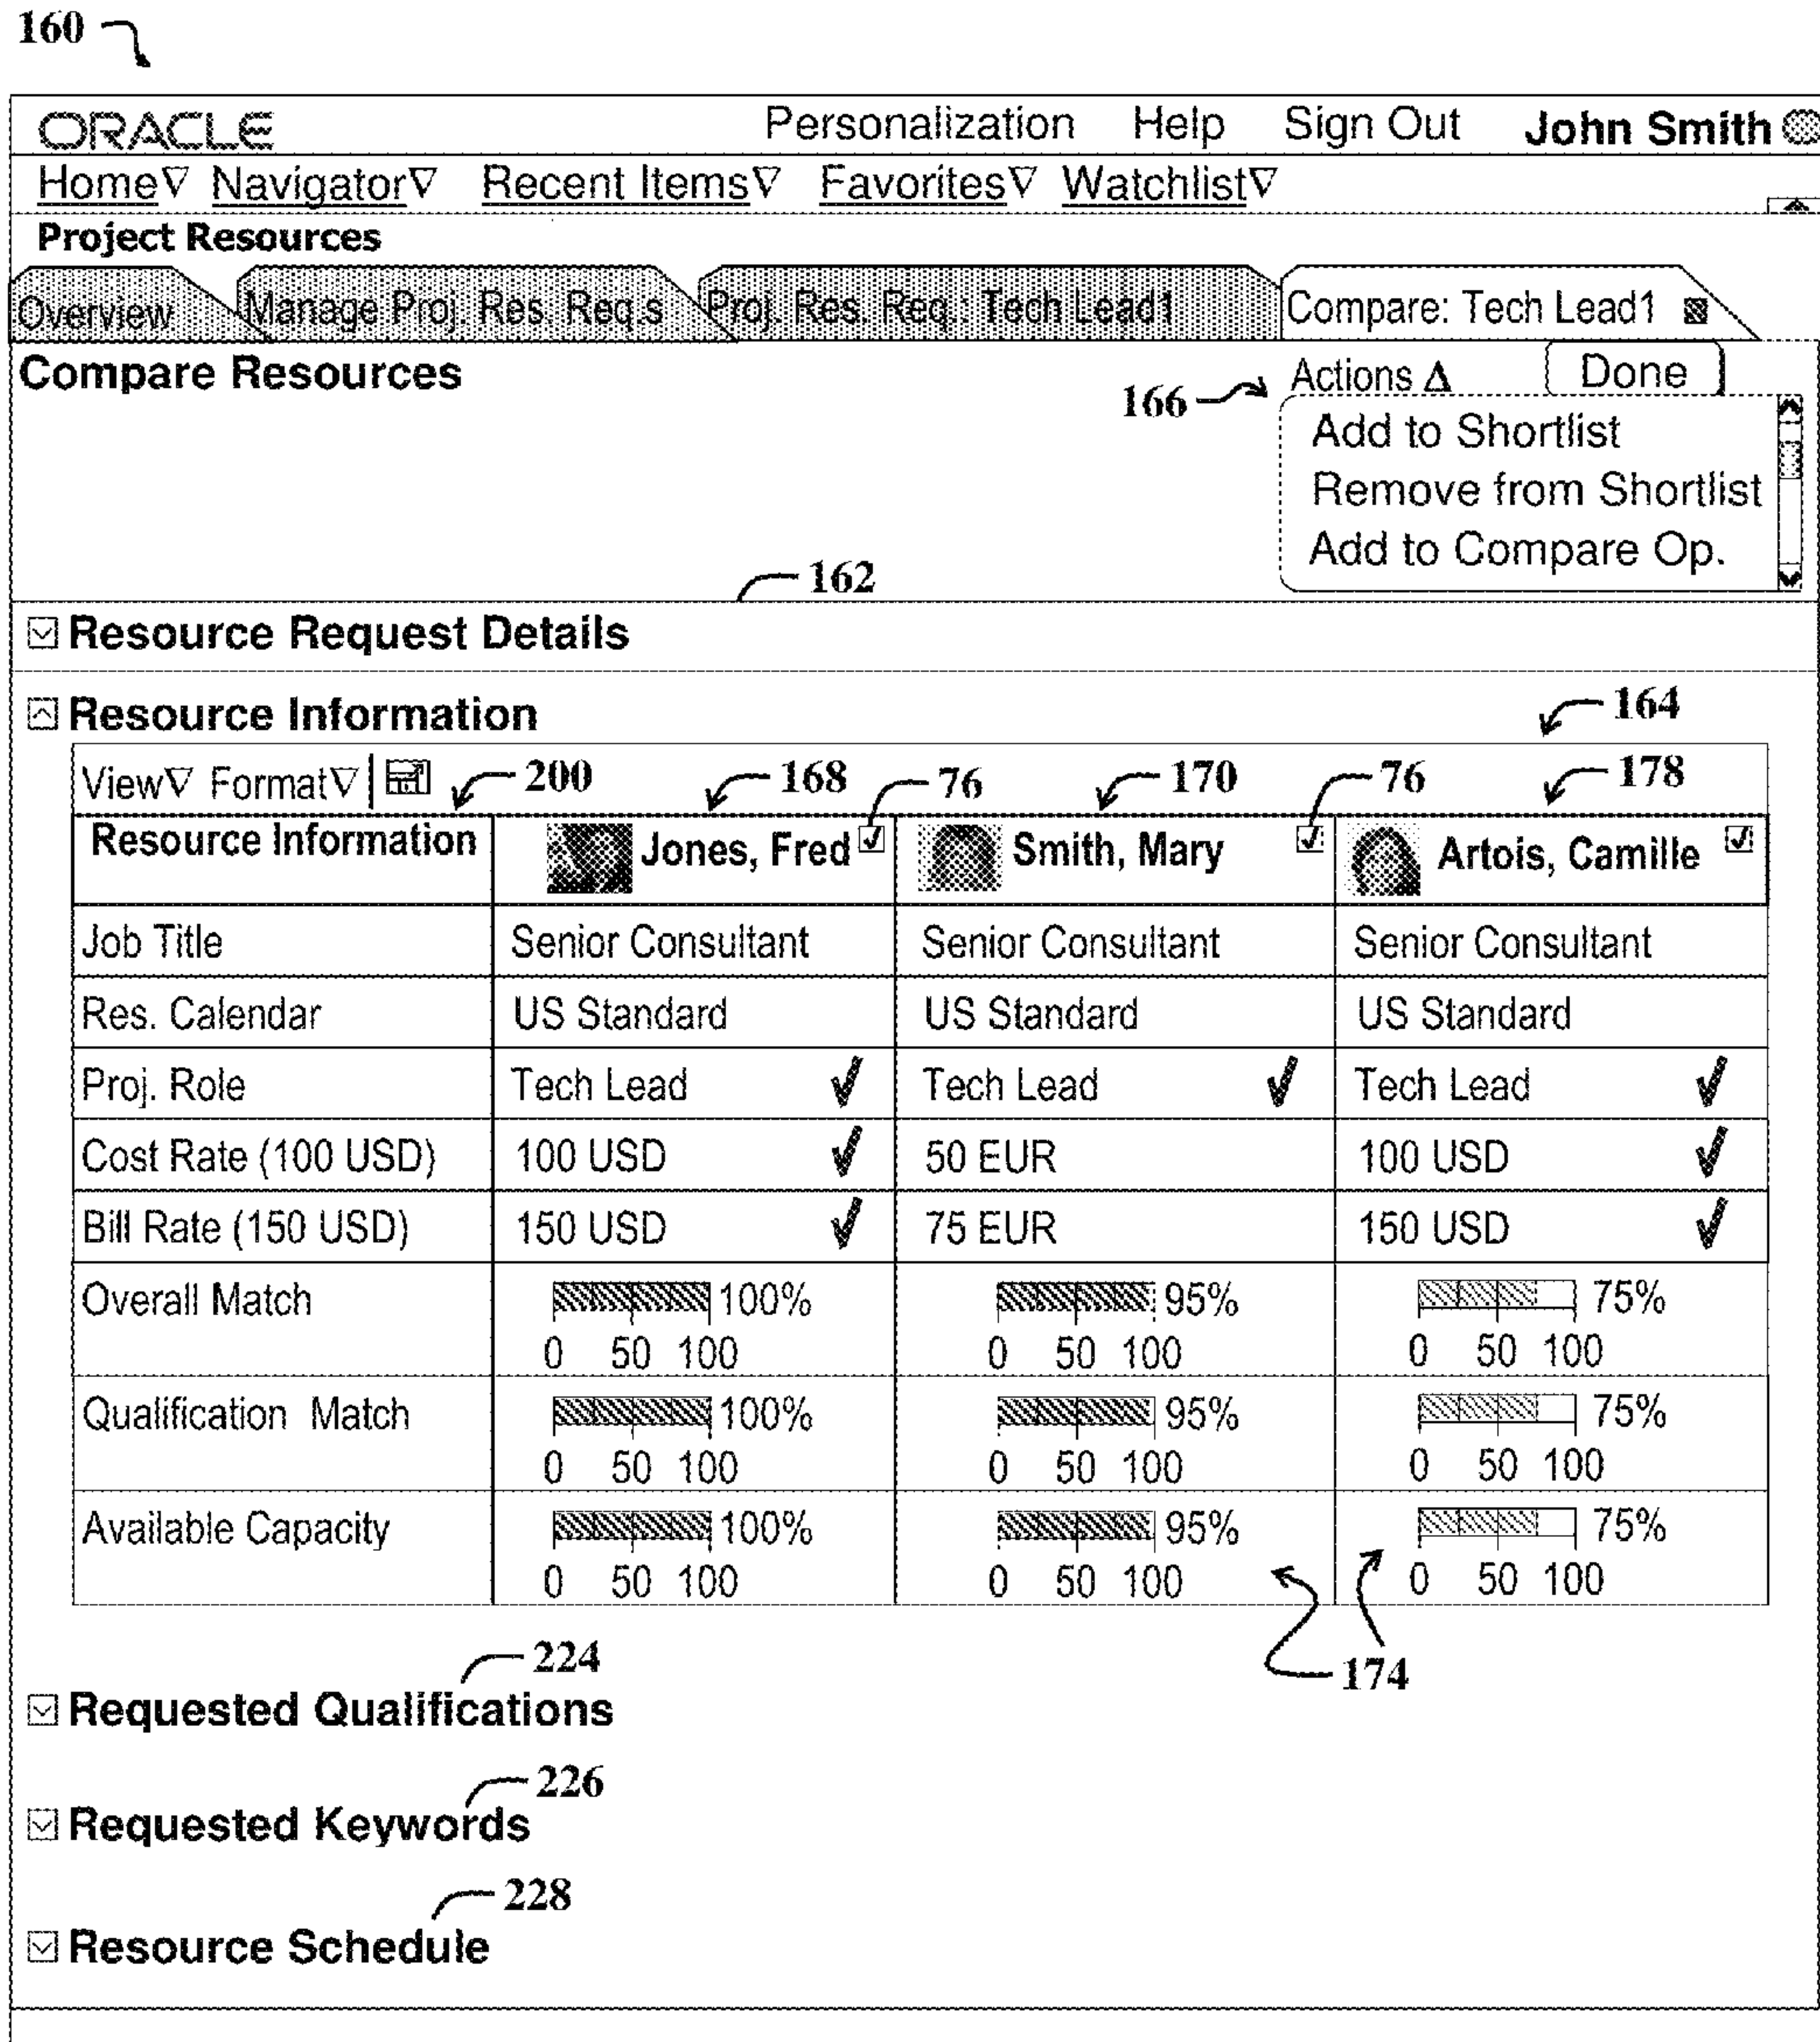 160
ORACLE Personalization Help Sign Out John Smith
Home▽ Navigator▽ Recent Items▽ Favorites▽ Watchlist▽
Project Resources
Overview Manage Proj. Res. Req.s Proj. Res. Req.: Tech Lead1 Compare: Tech Lead1
Compare Resources 166 Actions Δ Done
Add to Shortlist
Remove from Shortlist
Add to Compare Op.
162
Resource Request Details
Resource Information 164
View▽ Format▽ 200 168 76 170 76 178
Resource Information Jones, Fred Smith, Mary Artois, Camille
Job Title Senior Consultant Senior Consultant Senior Consultant
Res. Calendar US Standard US Standard US Standard
Proj. Role Tech Lead ✓ Tech Lead ✓ Tech Lead ✓
Cost Rate (100 USD) 100 USD ✓ 50 EUR 100 USD ✓
Bill Rate (150 USD) 150 USD ✓ 75 EUR 150 USD ✓
Overall Match 100% 95% 75%
0 50 100 0 50 100 0 50 100
Qualification Match 100% 95% 75%
0 50 100 0 50 100 0 50 100
Available Capacity 100% 95% 75%
0 50 100 0 50 100 0 50 100
174
224
Requested Qualifications
226
Requested Keywords
228
Resource Schedule